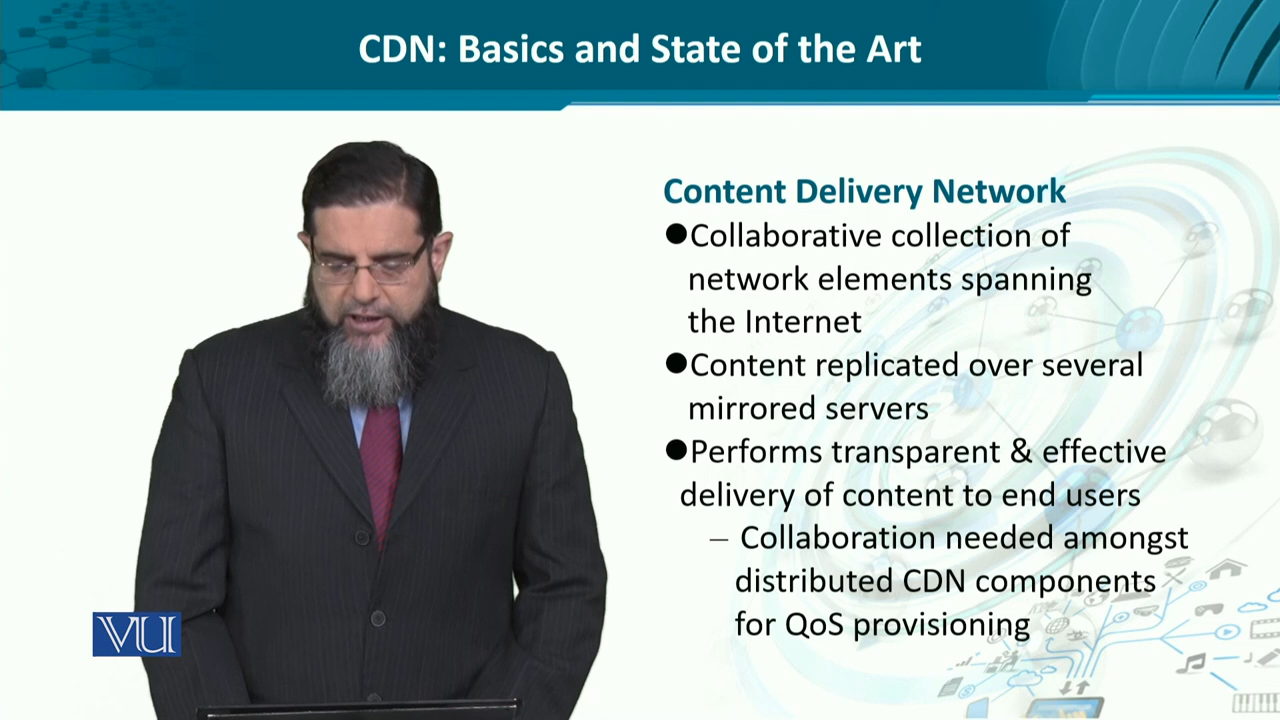 CDN: Basics and State of the Art
Content Delivery Network
●Collaborative collection of
network elements spanning
the Internet
●Content replicated over several
mirrored servers
●Performs transparent & effective
delivery of content to end users
– Collaboration needed amongst
distributed CDN components
for QoS provisioning
VU